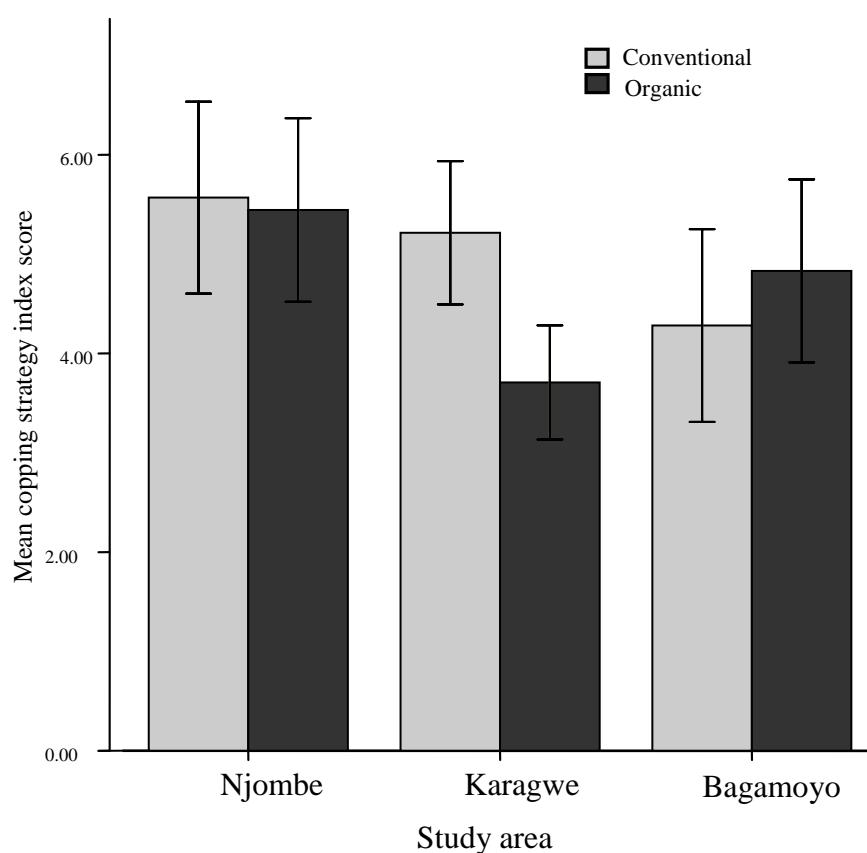 Conventional
Organic
6.00
4.00
2.00
0.00
Mean copping strategy index score
Njombe
Karagwe
Bagamoyo
Study area